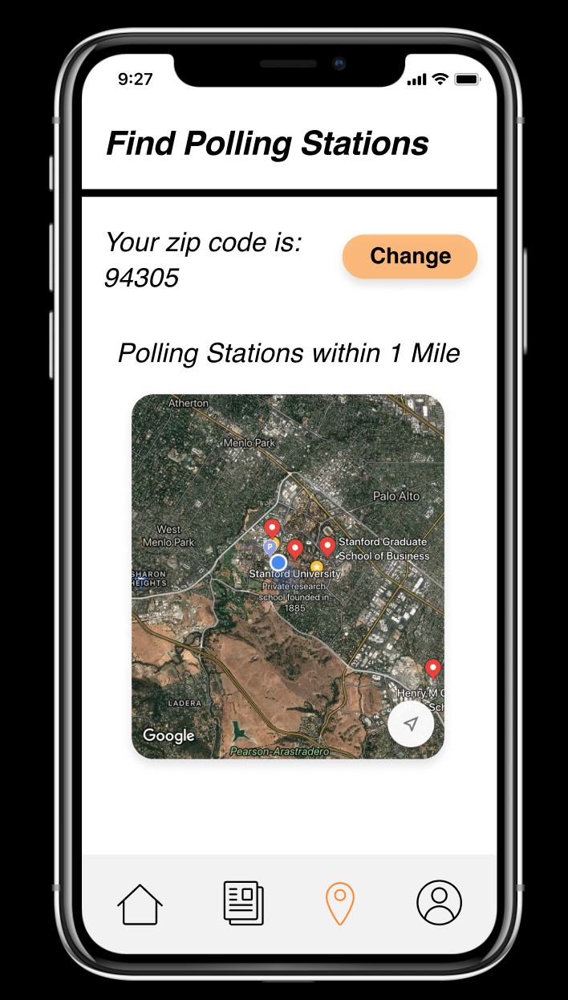 9:27
Find Polling Stations
Your zip code is:
94305
Change
Polling Stations within 1 Mile
Atherton
Menlo Park
Palo Alto
West
Menlo Park
Stanford Graduate
School of Business
P
SHARON
HEIGHTS
Stanford University
Private research
school founded in
1885
Henry M G
Sch
LADERA
Google
Pearson-Arastradero